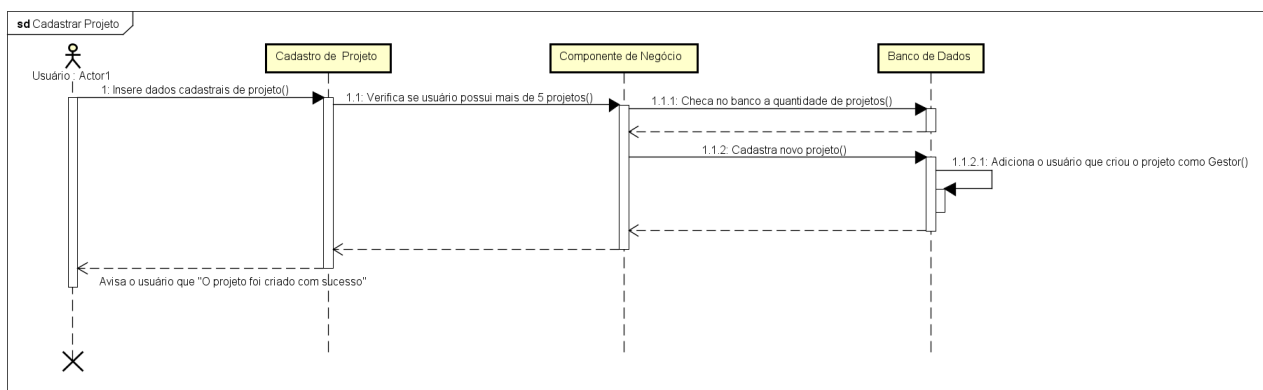 sd Cadastrar Projeto
Usuário : Actor1
Cadastro de Projeto
Componente de Negócio
Banco de Dados
1: Insere dados cadastrais de projeto()
1.1: Verifica se usuário possui mais de 5 projetos()
1.1.1: Checa no banco a quantidade de projetos()
1.1.2: Cadastra novo projeto()
1.1.2.1: Adiciona o usuário que criou o projeto como Gestor()
Avisa o usuário que "O projeto foi criado com sucesso"